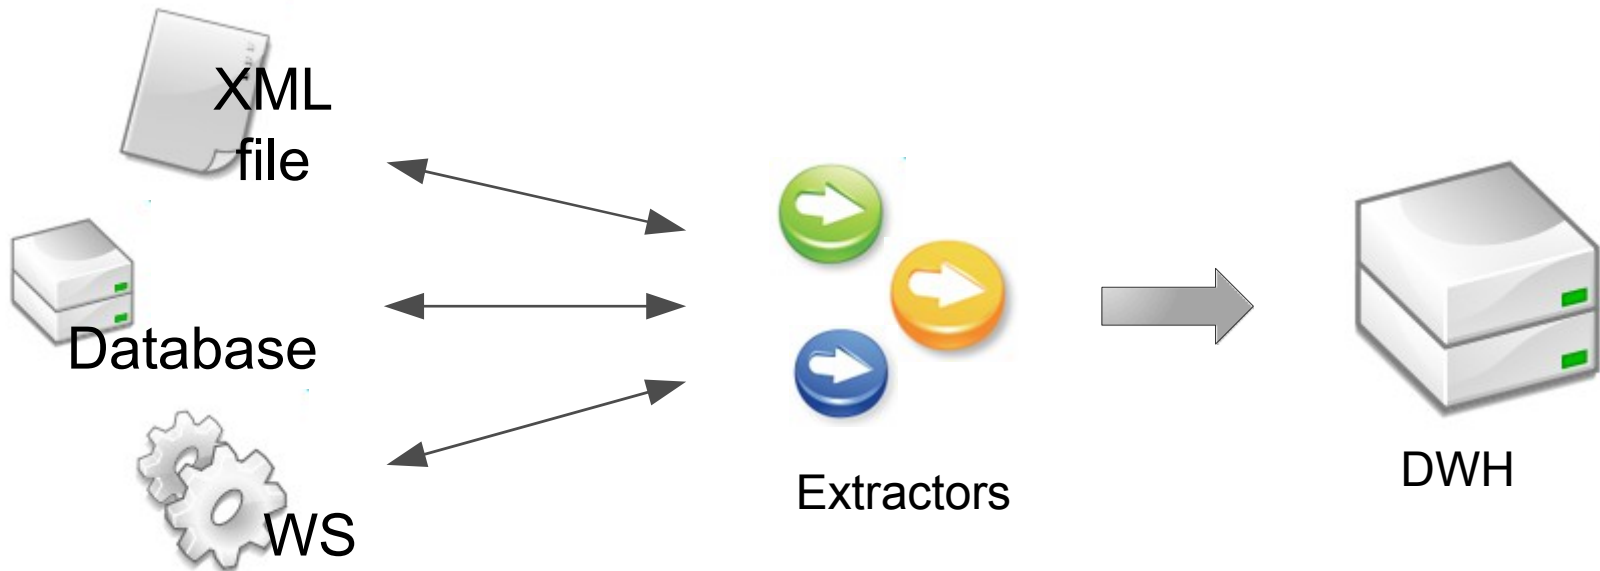 XML
file
Database
WS
Extractors
DWH